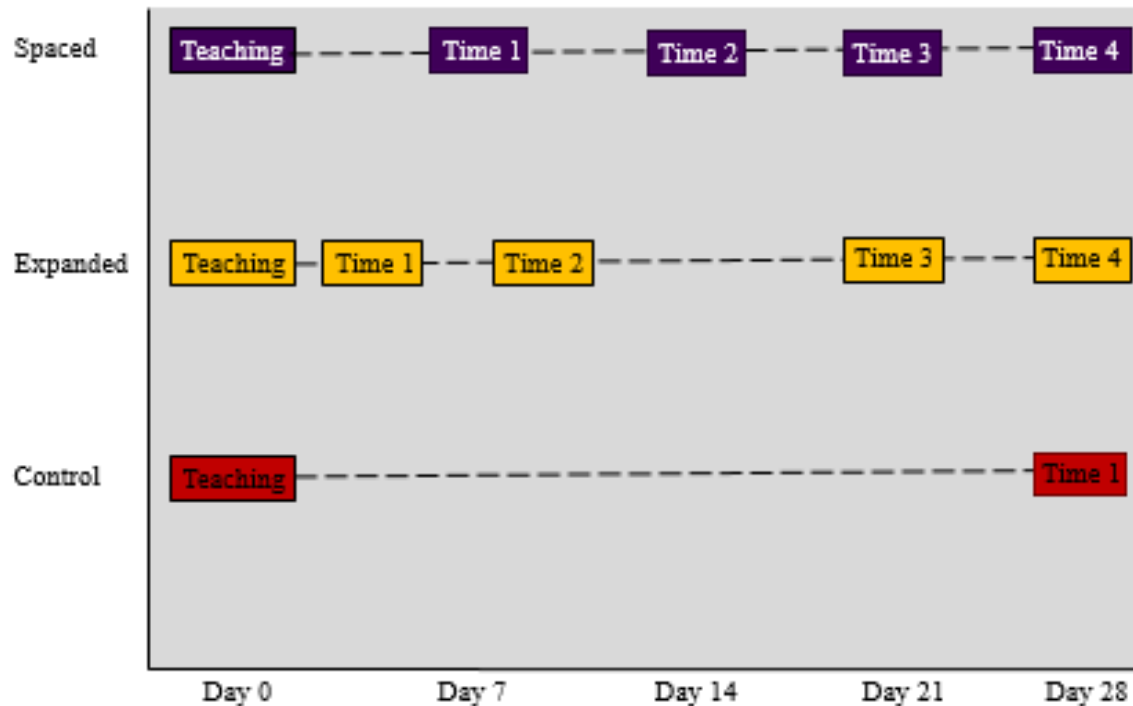 Spaced Teaching Time 1 Time 2 Time 3 Time 4
Expanded Teaching Time 1 Time 2 Time 3 Time 4
Control Teaching Time 1
Day 0 Day 7 Day 14 Day 21 Day 28